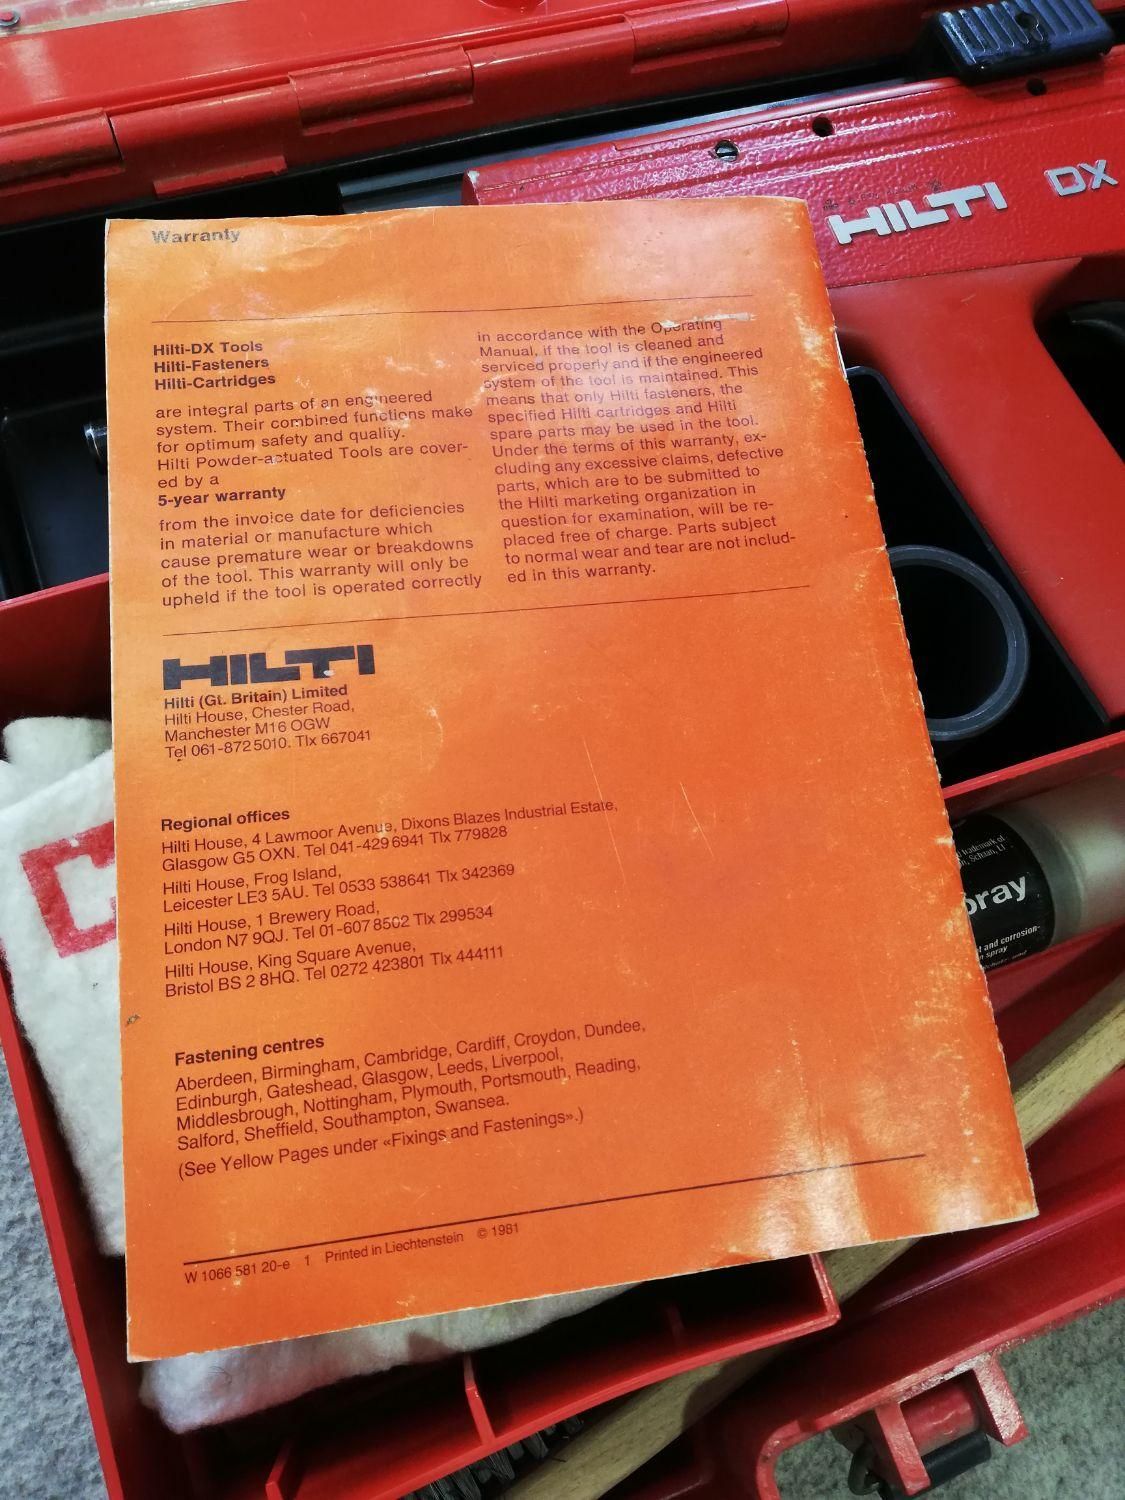 HILTI DX
Warranty
Hilti-DX Tools
Hilti-Fasteners
Hilti-Cartridges
are integral parts of an engineered
system. Their combined functions make
for optimum safety and quality.
Hilti Powder-actuated Tools are cover-
ed by a
5-year warranty
from the invoice date for deficiencies
in material or manufacture which
cause premature wear or breakdowns
of the tool. This warranty will only be
upheld if the tool is operated correctly
in accordance with the Operating
Manual, if the tool is cleaned and
serviced properly and if the engineered
system of the tool is maintained. This
means that only Hilti fasteners, the
specified Hilti cartridges and Hilti
spare parts may be used in the tool.
Under the terms of this warranty, ex-
cluding any excessive claims, defective
parts, which are to be submitted to
the Hilti marketing organization in
question for examination, will be re-
placed free of charge. Parts subject
to normal wear and tear are not includ-
ed in this warranty.
HILTI
Hilti (Gt. Britain) Limited
Hilti House, Chester Road,
Manchester M16 OGW
Tel 061-872 5010. Tlx 667041
Regional offices
Hilti House, 4 Lawmoor Avenue, Dixons Blazes Industrial Estate,
Glasgow G5 OXN. Tel 041-429 6941 Tlx 779828
Hilti House, Frog Island,
Leicester LE3 5AU. Tel 0533 538641 Tlx 342369
Hilti House, 1 Brewery Road,
London N7 9QJ. Tel 01-607 8502 Tlx 299534
Hilti House, King Square Avenue,
Bristol BS 2 8HQ. Tel 0272 423801 Tlx 444111
Fastening centres
Aberdeen, Birmingham, Cambridge, Cardiff, Croydon, Dundee,
Edinburgh, Gateshead, Glasgow, Leeds, Liverpool,
Middlesbrough, Nottingham, Plymouth, Portsmouth, Reading,
Salford, Sheffield, Southampton, Swansea.
(See Yellow Pages under «Fixings and Fastenings».)
W 1066 581 20-e 1 Printed in Liechtenstein © 1981
trademark of
Schaan, LI
pray
and corrosion-
n spray